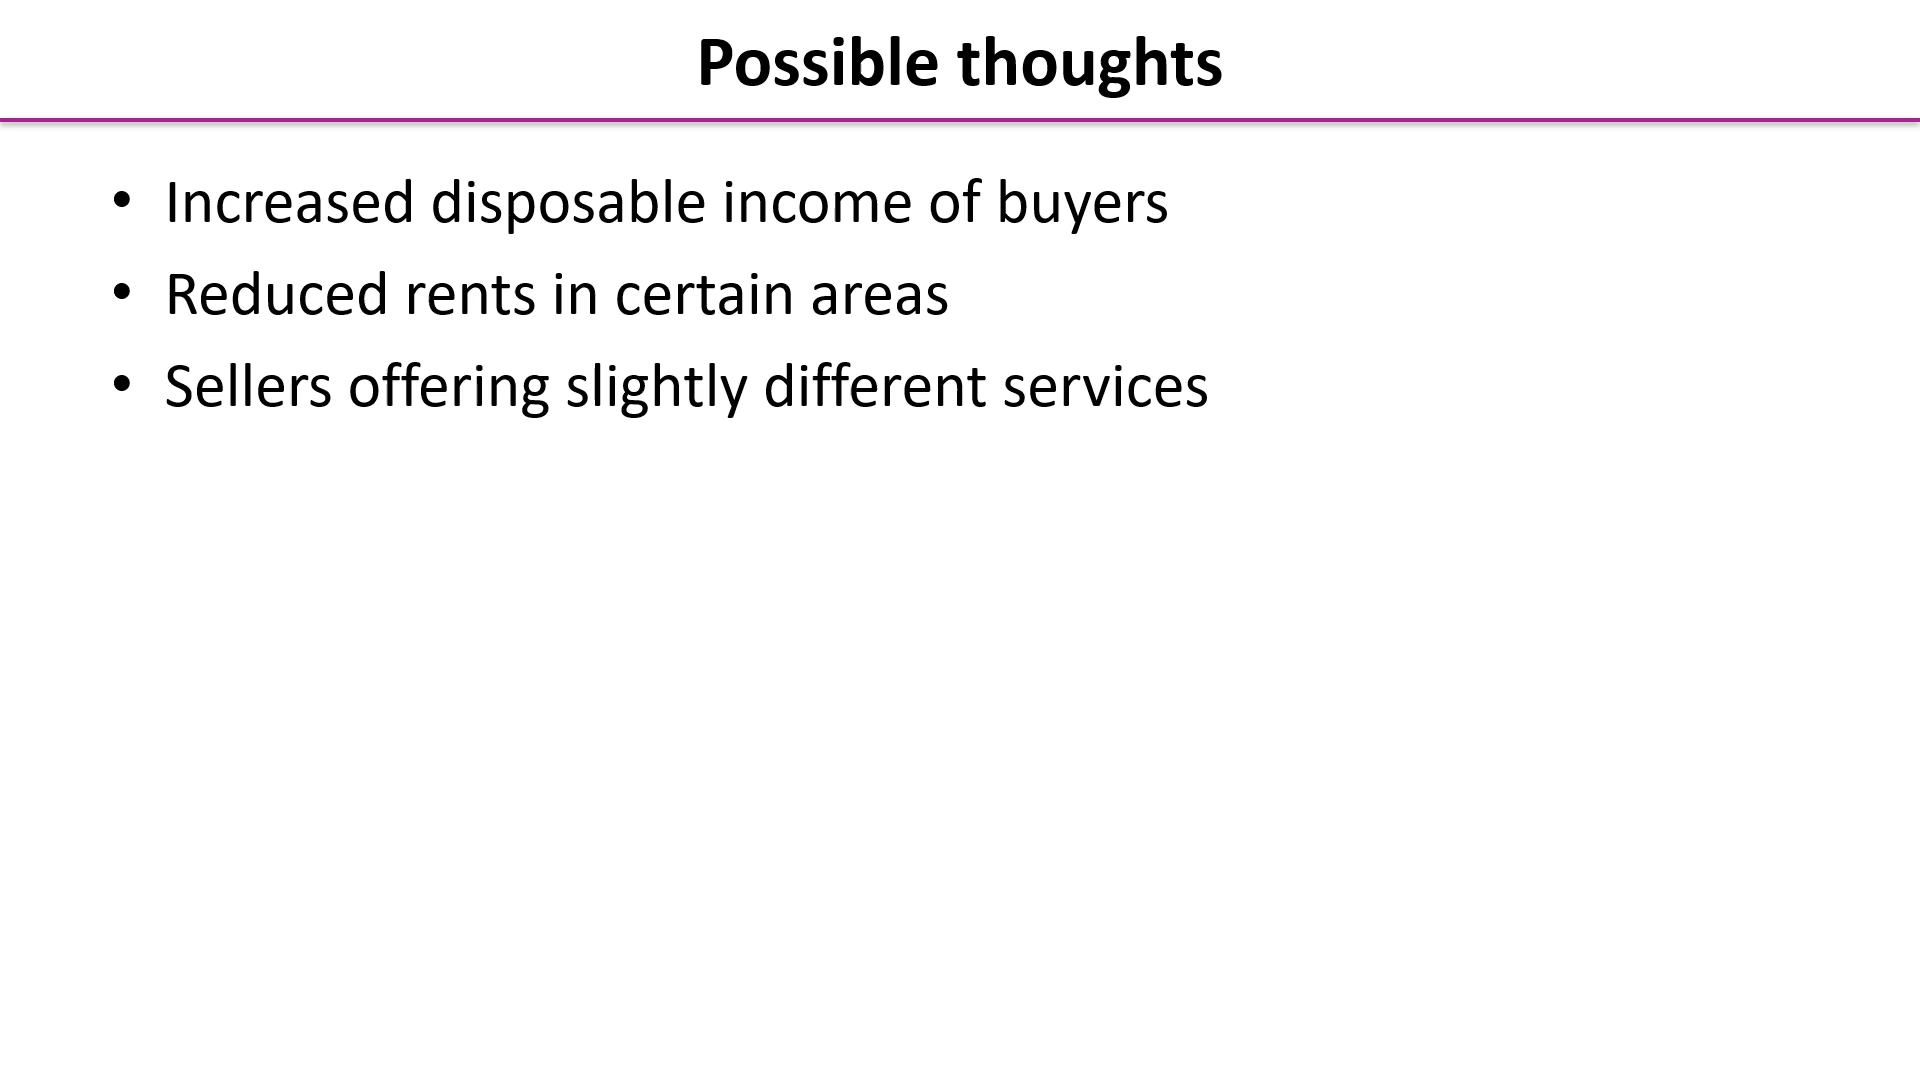 Possible thoughts
• Increased disposable income of buyers
• Reduced rents in certain areas
• Sellers offering slightly different services